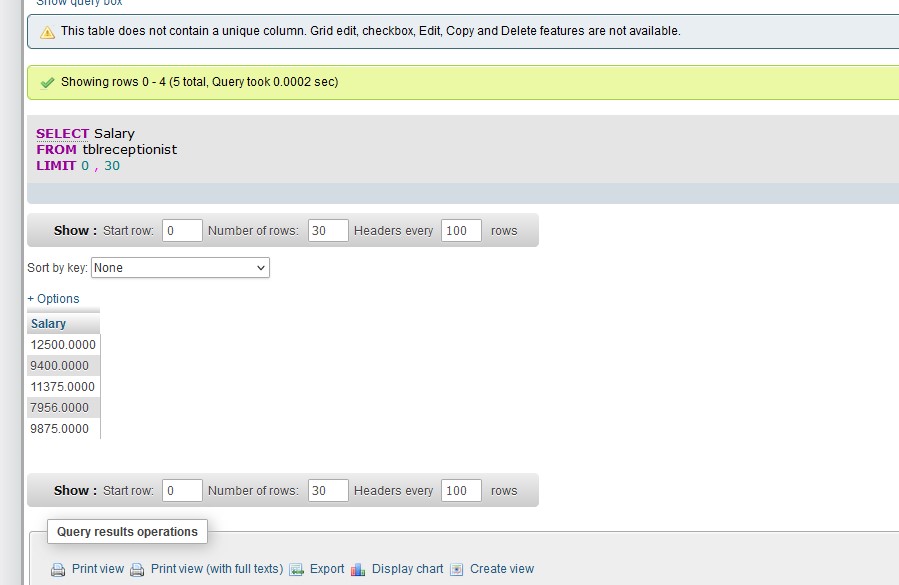 Show query box
This table does not contain a unique column. Grid edit, checkbox, Edit, Copy and Delete features are not available.
Showing rows 0 - 4 (5 total, Query took 0.0002 sec)
SELECT Salary
FROM tblreceptionist
LIMIT 0 , 30
Show : Start row: 0 Number of rows: 30 Headers every 100 rows
Sort by key: None
+ Options
Salary
12500.0000
9400.0000
11375.0000
7956.0000
9875.0000
Show : Start row: 0 Number of rows: 30 Headers every 100 rows
Query results operations
Print view Print view (with full texts) Export Display chart Create view